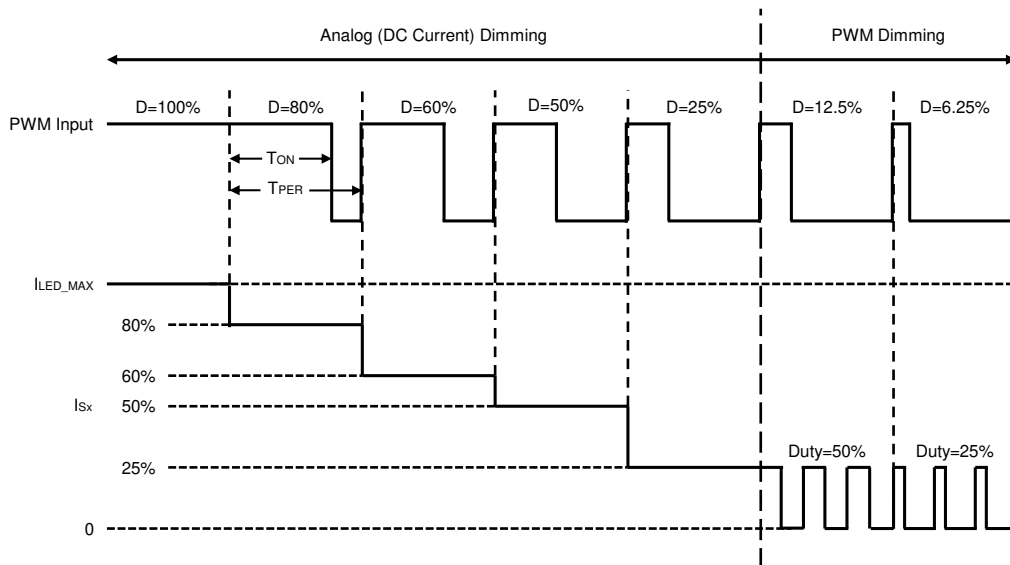 Analog (DC Current) Dimming
PWM Dimming
D=100%
D=80%
D=60%
D=50%
D=25%
D=12.5%
D=6.25%
PWM Input
TON
TPER
ILED_MAX
80%
60%
ISx
50%
25%
Duty=50%
Duty=25%
0